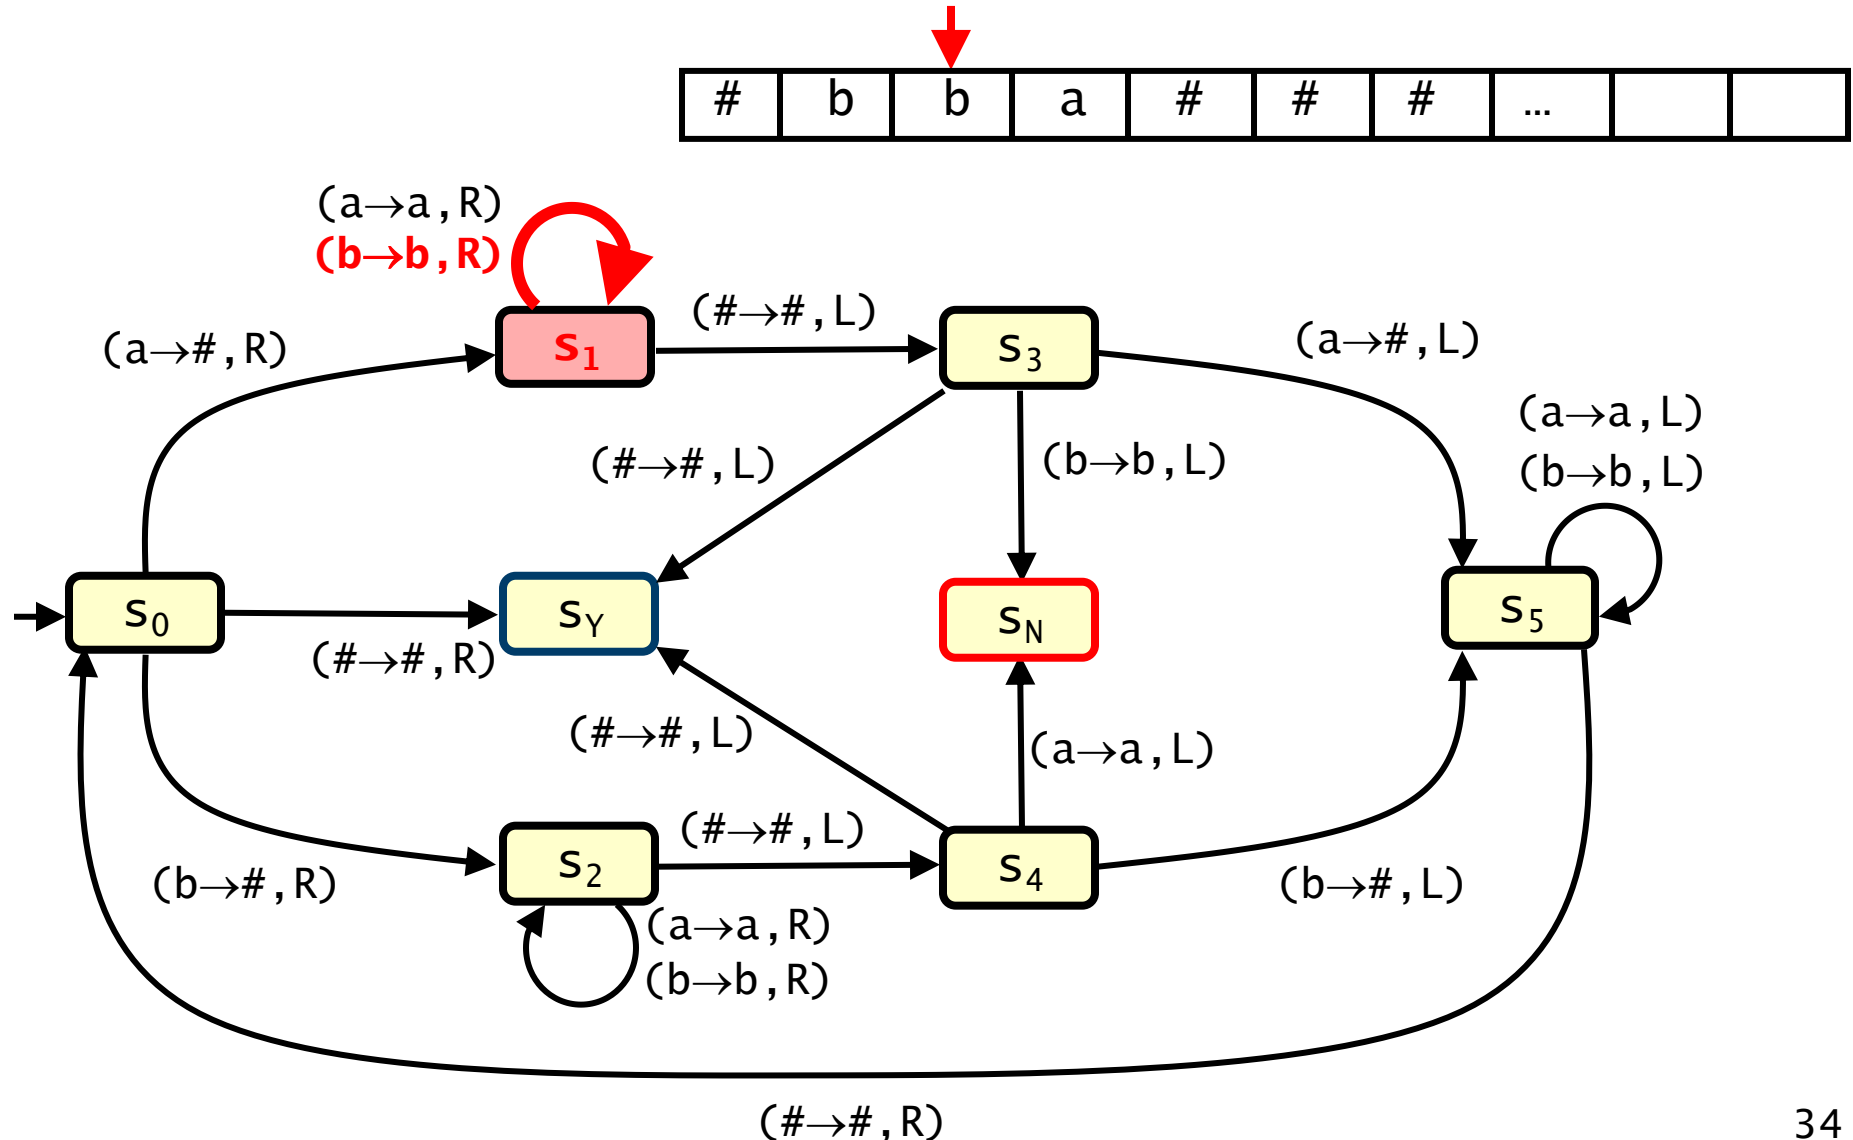 # b b a # # # ...
(a→a,R)
(b→b,R)
(#→#,L)
(a→#,R)
s1
s3
(a→#,L)
(a→a,L)
(b→b,L)
(#→#,L)
(b→b,L)
s0
sY
sN
s5
(#→#,R)
(#→#,L)
(a→a,L)
(#→#,L)
(b→#,R)
s2
s4
(b→#,L)
(a→a,R)
(b→b,R)
(#→#,R)
34